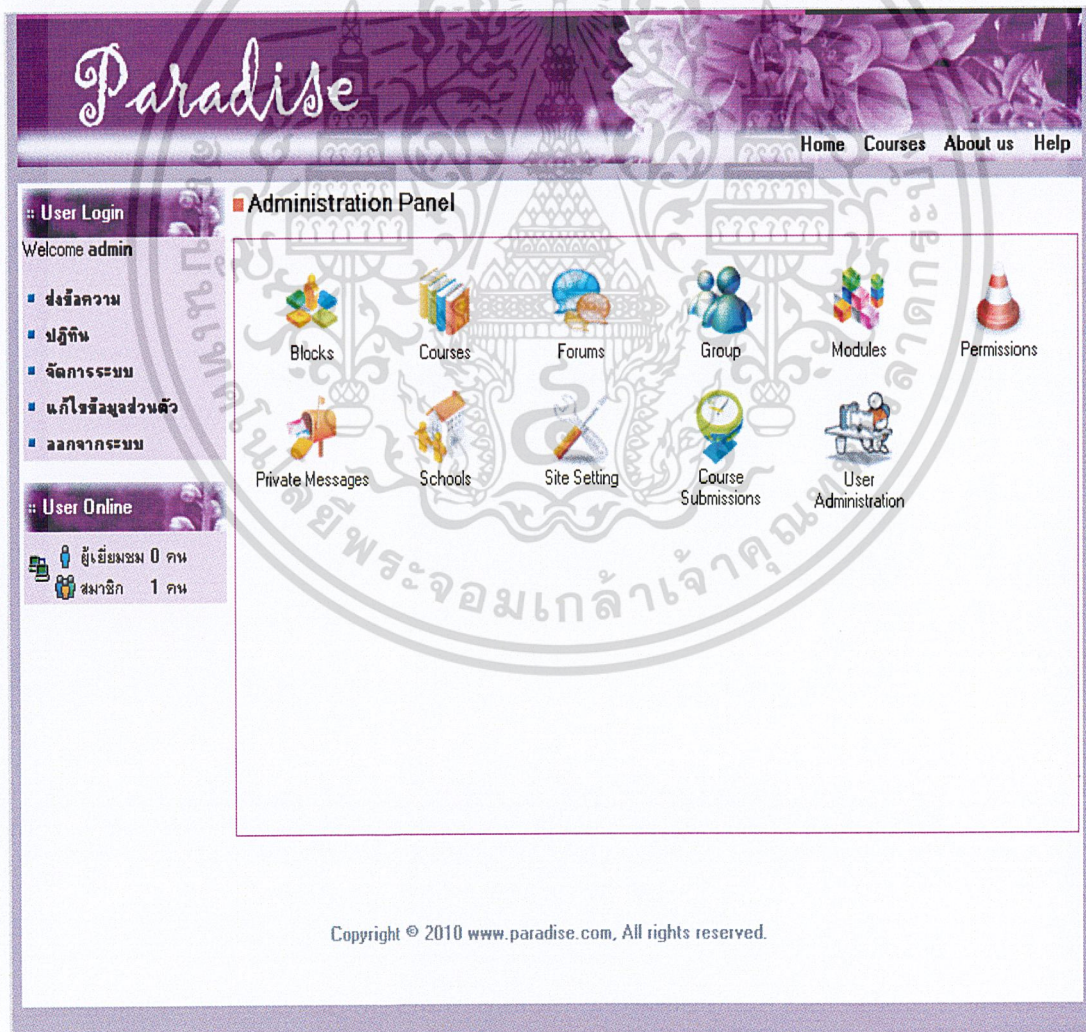 Paradise
Home Courses About us Help
:: User Login
Welcome admin
ส่งข้อความ
ปฏิทิน
จัดการระบบ
แก้ไขข้อมูลส่วนตัว
ออกจากระบบ
:: User Online
ผู้เยี่ยมชม 0 คน
สมาชิก 1 คน
Administration Panel
Blocks
Courses
Forums
Group
Modules
Permissions
Private Messages
Schools
Site Setting
Course
Submissions
User
Administration
Copyright © 2010 www.paradise.com, All rights reserved.